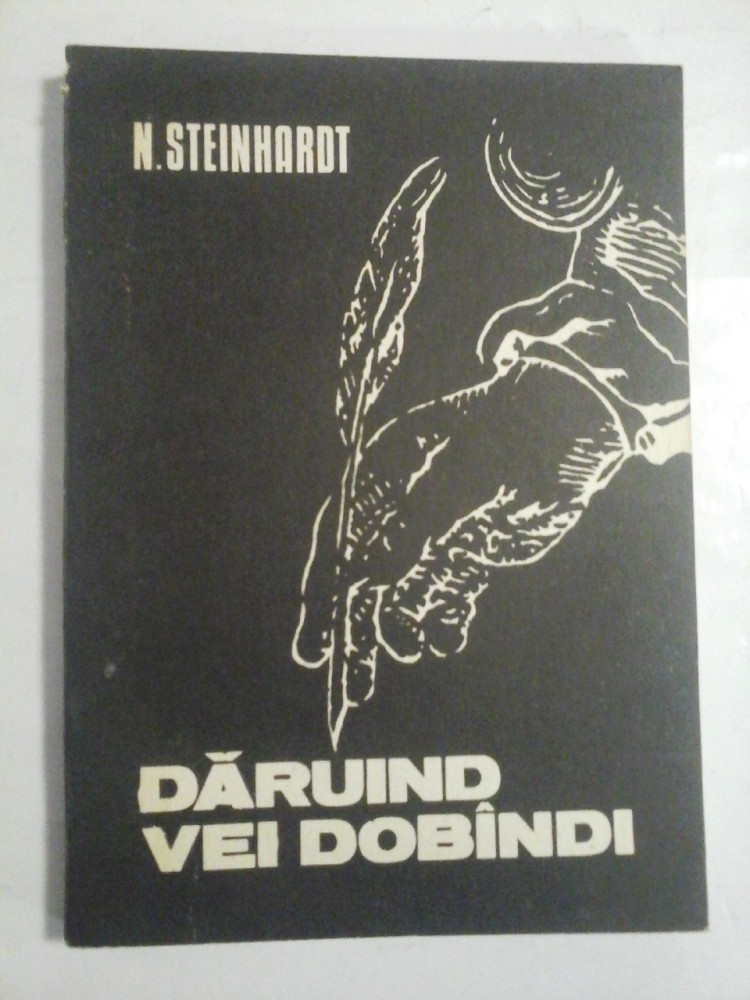 N. STEINHARDT
DĂRUIND
VEI DOBÎNDI